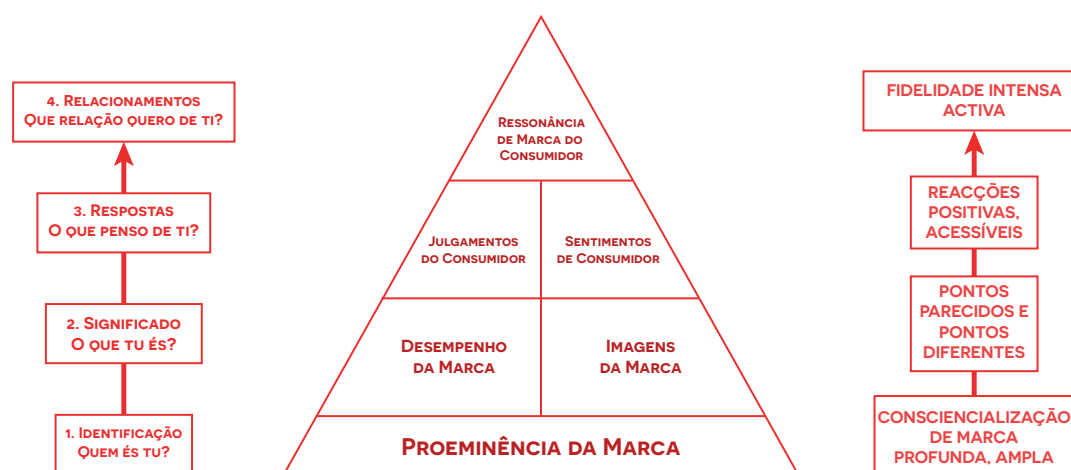 4. Relacionamentos
Que relação quero de ti?
3. Respostas
O que penso de ti?
2. Significado
O que tu és?
1. Identificação
Quem és tu?
Ressonância
de Marca do
Consumidor
Julgamentos
do Consumidor
Sentimentos
de Consumidor
Desempenho
da Marca
Imagens
da Marca
Proeminência da Marca
FIDELIDADE INTENSA
ACTIVA
REACÇÕES
POSITIVAS,
ACESSÍVEIS
PONTOS
PARECIDOS E
PONTOS
DIFERENTES
CONSCIENCIALIZAÇÃO
DE MARCA
PROFUNDA, AMPLA